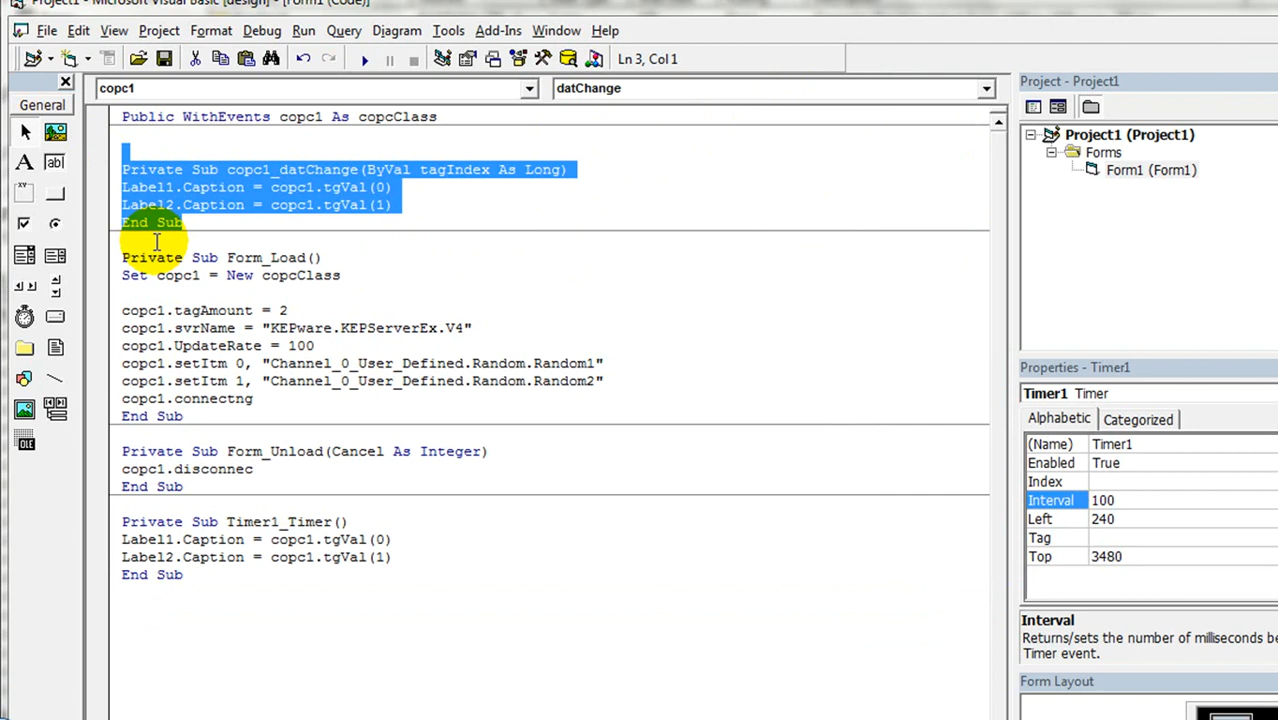 Project1 - Microsoft Visual Basic [design] - [Form1 (Code)]
File Edit View Project Format Debug Run Query Diagram Tools Add-Ins Window Help
Ln 3, Col 1
General
copc1
datChange
Public WithEvents copc1 As copcClass
Private Sub copc1_datChange(ByVal tagIndex As Long)
Label1.Caption = copc1.tgVal(0)
Label2.Caption = copc1.tgVal(1)
End Sub
Private Sub Form_Load()
Set copc1 = New copcClass
copc1.tagAmount = 2
copc1.svrName = "KEPware.KEPServerEx.V4"
copc1.UpdateRate = 100
copc1.setItm 0, "Channel_0_User_Defined.Random.Random1"
copc1.setItm 1, "Channel_0_User_Defined.Random.Random2"
copc1.connectng
End Sub
Private Sub Form_Unload(Cancel As Integer)
copc1.disconnec
End Sub
Private Sub Timer1_Timer()
Label1.Caption = copc1.tgVal(0)
Label2.Caption = copc1.tgVal(1)
End Sub
A
ab|
OLE
Project - Project1
Project1 (Project1)
Forms
Form1 (Form1)
Properties - Timer1
Timer1 Timer
Alphabetic Categorized
(Name) Timer1
Enabled True
Index
Interval 100
Left 240
Tag
Top 3480
Interval
Returns/sets the number of milliseconds be
Timer event.
Form Layout